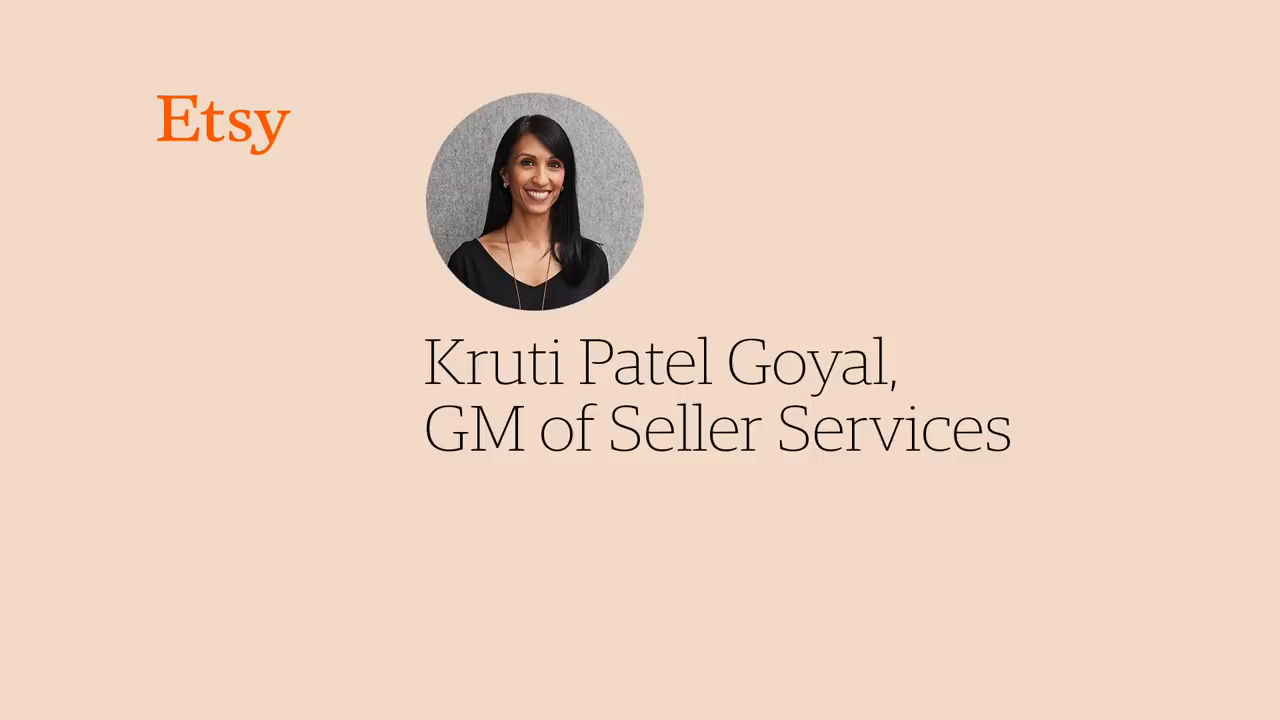 Etsy
Kruti Patel Goyal,
GM of Seller Services